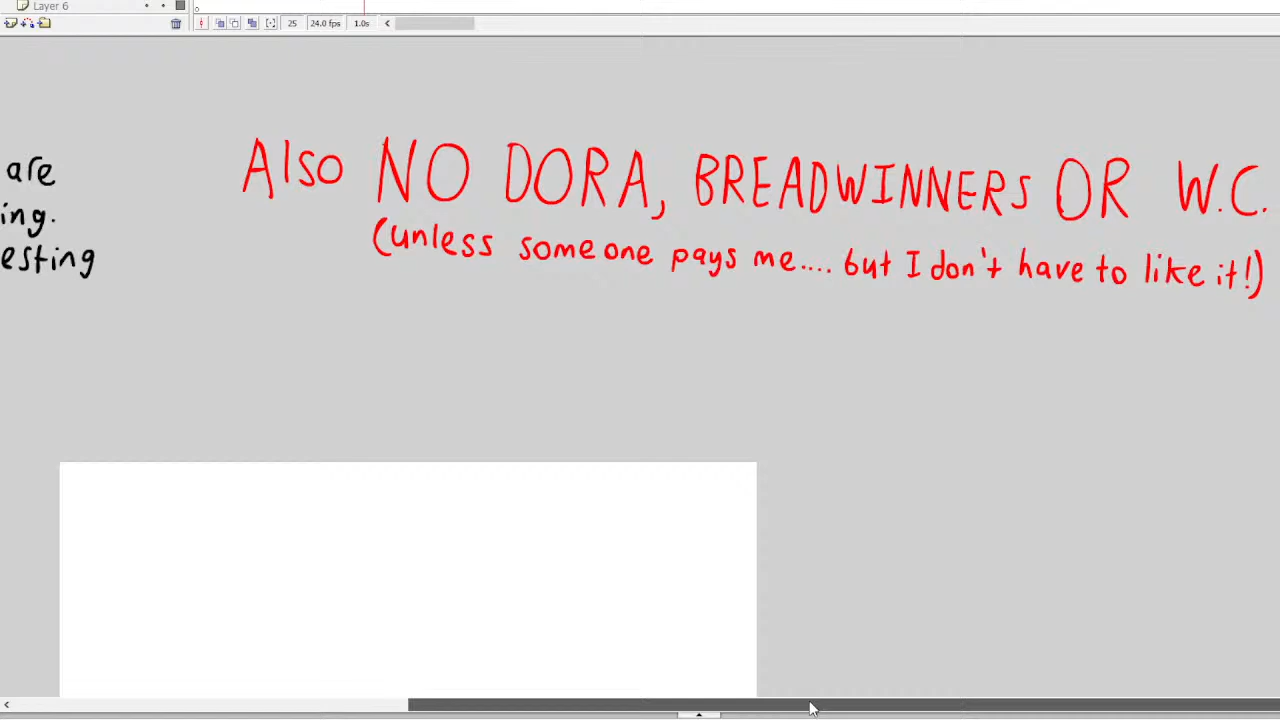 Layer 6
25 24.0 fps 1.0s
are
ing.
esting
Also NO DORA, BREADWINNERS OR W.C.
(unless someone pays me.... but I don't have to like it!)